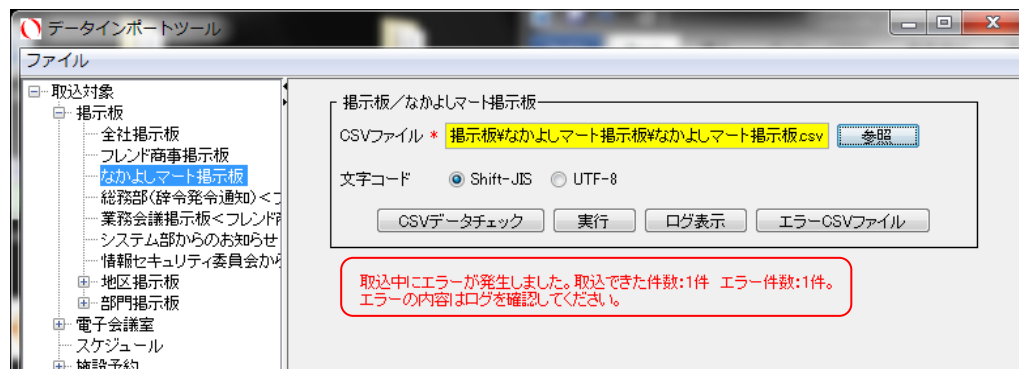 データインポートツール
ファイル
取込対象
掲示板
全社掲示板
フレンド商事掲示板
なかよしマート掲示板
総務部(辞令発令通知)<フ
業務会議掲示板<フレンド商
システム部からのお知らせ
情報セキュリティ委員会から
地区掲示板
部門掲示板
電子会議室
スケジュール
施設予約
掲示板/なかよしマート掲示板
CSVファイル * 掲示板¥なかよしマート掲示板¥なかよしマート掲示板.csv 参照
文字コード Shift-JIS UTF-8
CSVデータチェック 実行 ログ表示 エラーCSVファイル
取込中にエラーが発生しました。取込できた件数:1件 エラー件数:1件。
エラーの内容はログを確認してください。